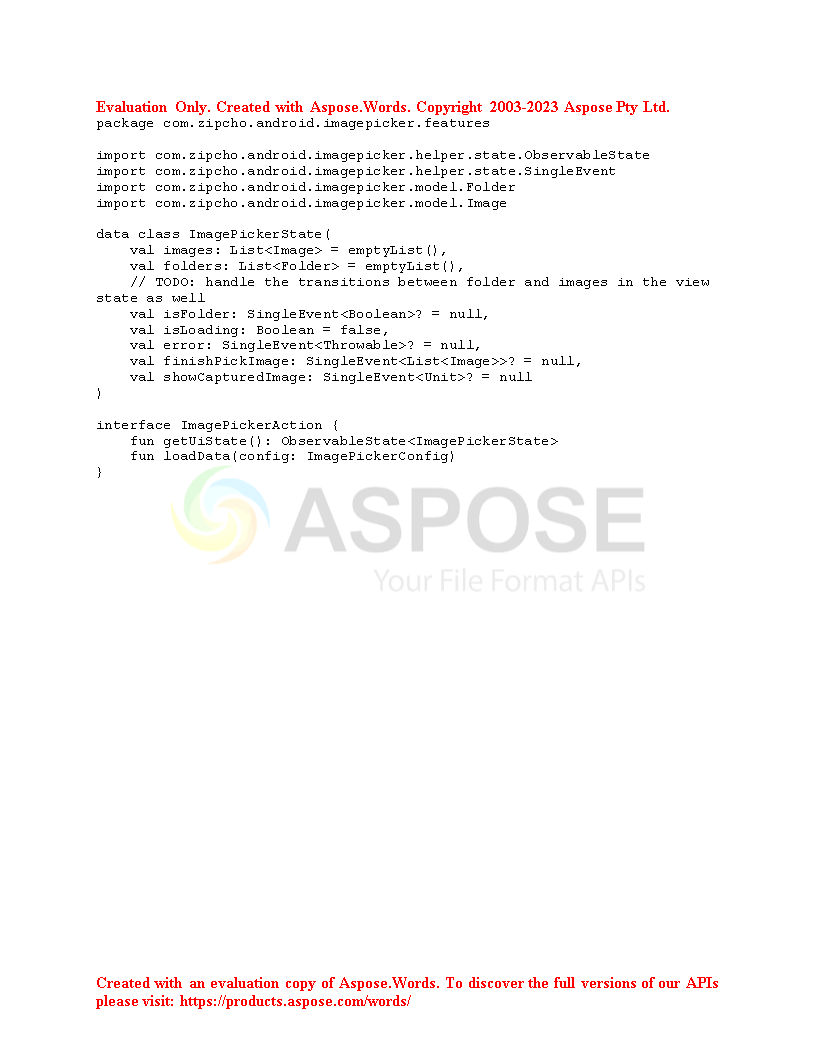 Evaluation Only. Created with Aspose.Words. Copyright 2003-2023 Aspose Pty Ltd.
package com.zipcho.android.imagepicker.features

import com.zipcho.android.imagepicker.helper.state.ObservableState
import com.zipcho.android.imagepicker.helper.state.SingleEvent
import com.zipcho.android.imagepicker.model.Folder
import com.zipcho.android.imagepicker.model.Image

data class ImagePickerState(
    val images: List<Image> = emptyList(),
    val folders: List<Folder> = emptyList(),
    // TODO: handle the transitions between folder and images in the view
state as well
    val isFolder: SingleEvent<Boolean>? = null,
    val isLoading: Boolean = false,
    val error: SingleEvent<Throwable>? = null,
    val finishPickImage: SingleEvent<List<Image>>? = null,
    val showCapturedImage: SingleEvent<Unit>? = null
)

interface ImagePickerAction {
    fun getUiState(): ObservableState<ImagePickerState>
    fun loadData(config: ImagePickerConfig)
}
ASPOSE
Your File Format APIs
Created with an evaluation copy of Aspose.Words. To discover the full versions of our APIs
please visit: https://products.aspose.com/words/